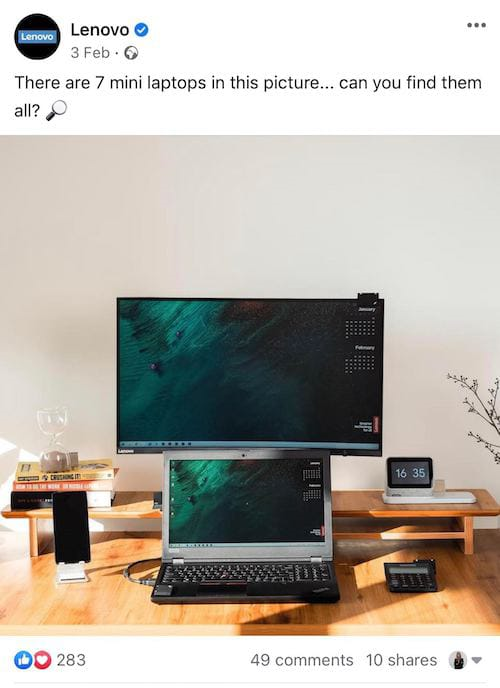 Lenovo
Lenovo
3 Feb
There are 7 mini laptops in this picture... can you find them
all?
January
February
Lenovo
CRUSHING IT!
16 35
283
49 comments
10 shares